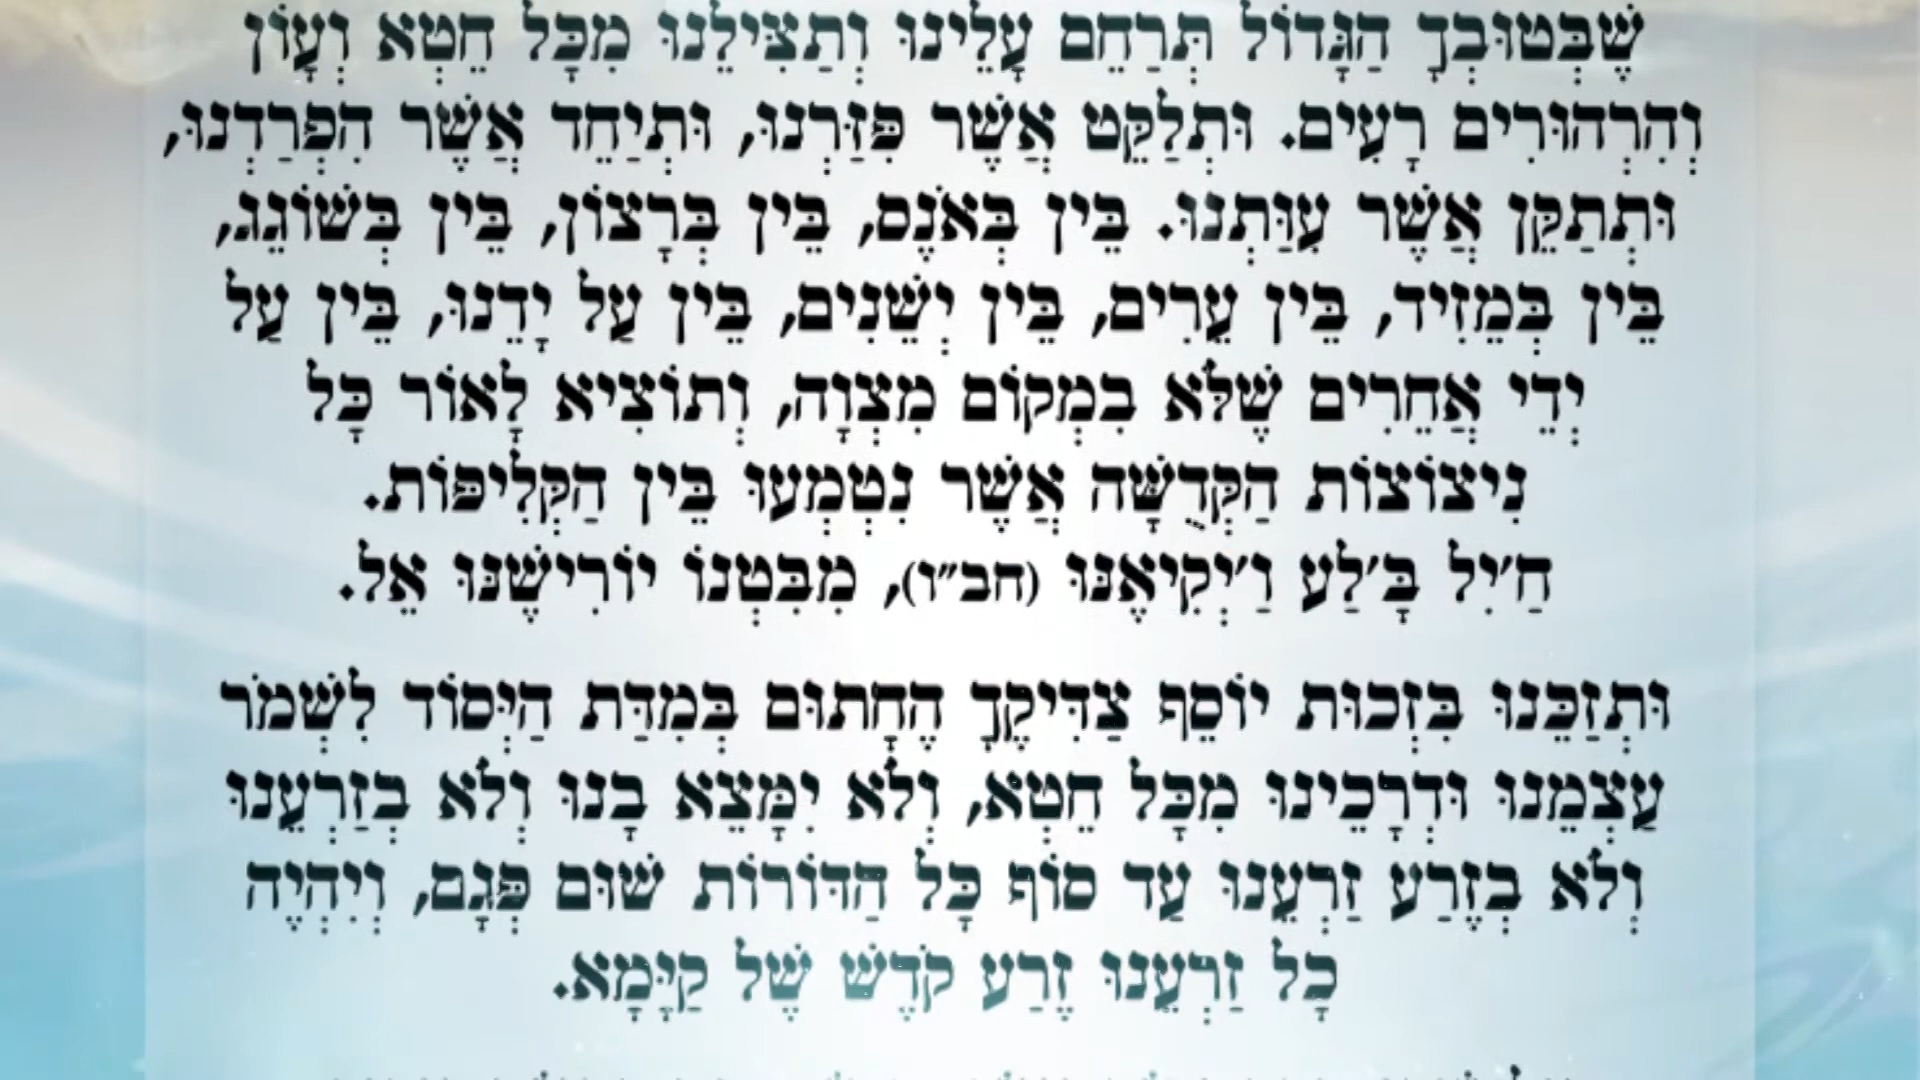 שֶׁבְּטוּבְךָ הַגָּדוֹל תְּרַחֵם עָלֵינוּ וְתַצִּילֵנוּ מִכָּל חֵטְא וְעָוֹן
וְהִרְהוּרִים רָעִים. וּתְלַקֵּט אֲשֶׁר פִּזַּרְנוּ, וּתְיַחֵד אֲשֶׁר הִפְרַדְנוּ,
וּתְתַקֵּן אֲשֶׁר עִוַּתְנוּ. בֵּין בְּאֹנֶס, בֵּין בְּרָצוֹן, בֵּין בְּשׁוֹגֵג,
בֵּין בְּמֵזִיד, בֵּין עֵרִים, בֵּין יְשֵׁנִים, בֵּין עַל יָדֵנוּ, בֵּין עַל
יְדֵי אֲחֵרִים שֶׁלֹּא בִמְקוֹם מִצְוָה, וְתוֹצִיא לָאוֹר כָּל
נִיצוֹצוֹת הַקְּדֻשָּׁה אֲשֶׁר נִטְמְעוּ בֵּין הַקְּלִיפּוֹת.
חַ׳יִל בָּ׳לַע וַ׳יְקִיאֶנּוּ (חב״ו), מִבִּטְנוֹ יוֹרִישֶׁנּוּ אֵל.
וּתְזַכֵּנוּ בִּזְכוּת יוֹסֵף צַדִּיקֶךָ הֶחָתוּם בְּמִדַּת הַיְּסוֹד לִשְׁמֹר
עַצְמֵנוּ וּדְרָכֵינוּ מִכָּל חֵטְא, וְלֹא יִמָּצֵא בָנוּ וְלֹא בְזַרְעֵנוּ
וְלֹא בְזֶרַע זַרְעֵנוּ עַד סוֹף כָּל הַדּוֹרוֹת שׁוּם פְּגָם, וְיִהְיֶה
כָל זַרְעֵנוּ זֶרַע קֹדֶשׁ שֶׁל קַיָּמָא.